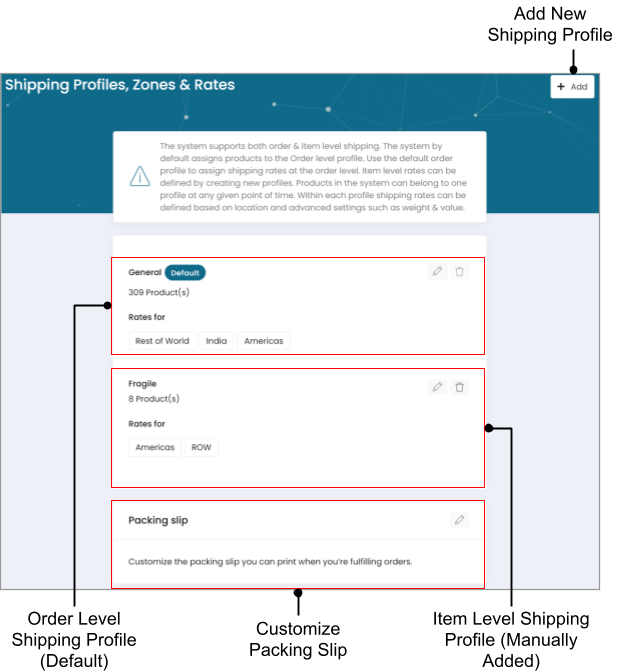 Add New
Shipping Profile
Shipping Profiles, Zones & Rates
+ Add
The system supports both order & item level shipping. The system by
default assigns products to the Order level profile. Use the default order
profile to assign shipping rates at the order level. Item level rates can be
defined by creating new profiles. Products in the system can belong to one
profile at any given point of time. Within each profile shipping rates can be
defined based on location and advanced settings such as weight & value.
General Default
309 Product(s)
Rates for
Rest of World India Americas
Fragile
8 Product(s)
Rates for
Americas ROW
Packing slip
Customize the packing slip you can print when you're fulfilling orders.
Order Level
Shipping Profile
(Default)
Customize
Packing Slip
Item Level Shipping
Profile (Manually
Added)